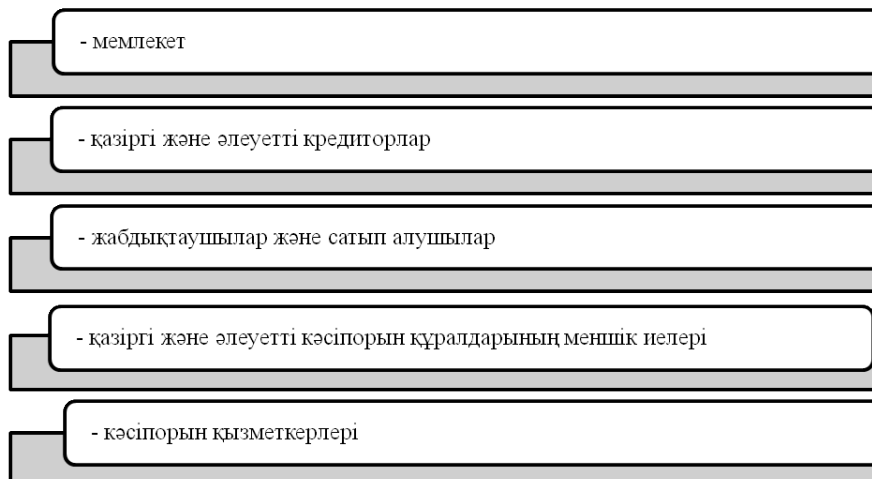 - мемлекет
- қазіргі және әлеуетті кредиторлар
- жабдықтаушылар және сатып алушылар
- қазіргі және әлеуетті кәсіпорын құралдарының меншік иелері
- кәсіпорын қызметкерлері